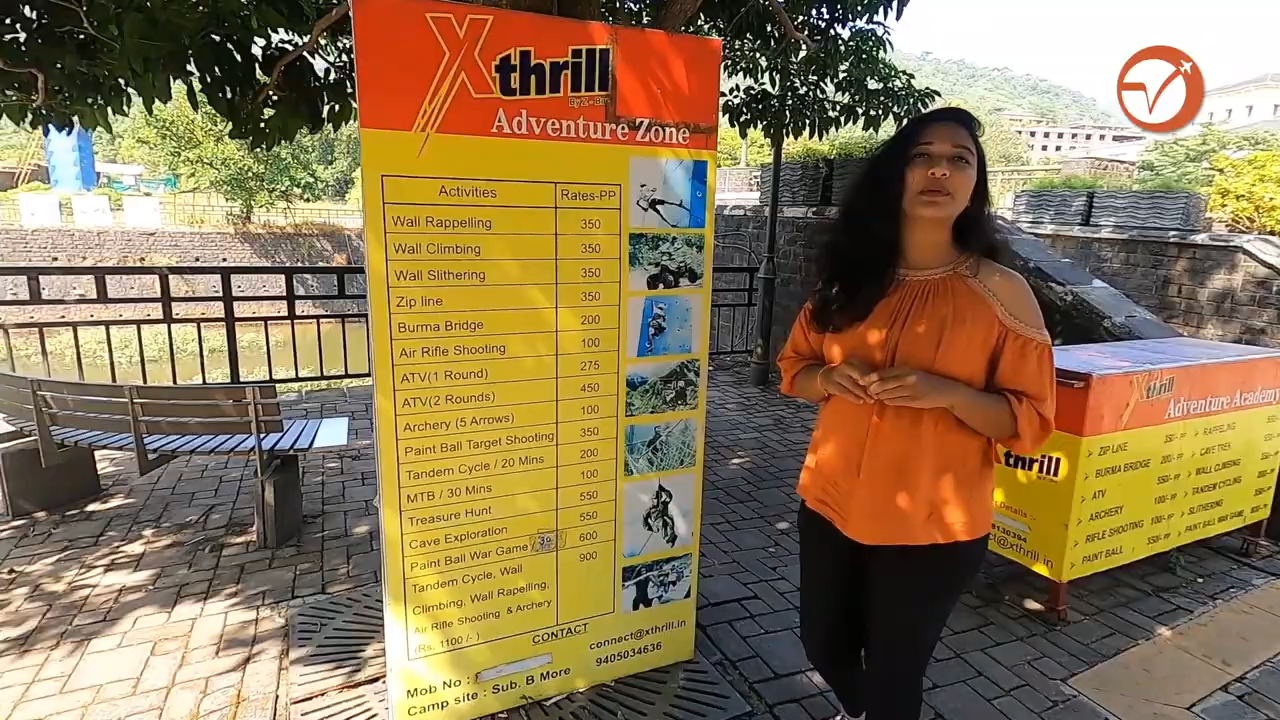 Xthrill
Adventure Zone
Activities Rates-PP
Wall Rappelling 350
Wall Climbing 350
Wall Slithering 350
Zip line 350
Burma Bridge 200
Air Rifle Shooting 100
ATV(1 Round) 275
ATV(2 Rounds) 450
Archery (5 Arrows) 100
Paint Ball Target Shooting 350
Tandem Cycle / 20 Mins 200
MTB / 30 Mins 100
Treasure Hunt 550
Cave Exploration 550
Paint Ball War Game 30 600
Tandem Cycle, Wall 900
Climbing, Wall Rapelling,
Air Rifle Shooting & Archery
(Rs. 1100 /- )
CONTACT
connect@xthrill.in
Mob No : 9405034636
Camp site : Sub. B More
Xthrill
Adventure Academy
ZIP LINE 350/- PP
BURMA BRIDGE 200/- PP
ATV 550/- PP
ARCHERY 100/- PP
RIFLE SHOOTING 100/- PP
PAINT BALL 350/- PP
RAPPELING
CAVE TREK
WALL CLIMBING
TANDEM CYCLING
SLITHERING
PAINT BALL WAR GAME
thrill
Details :-
ct@xthrill.in